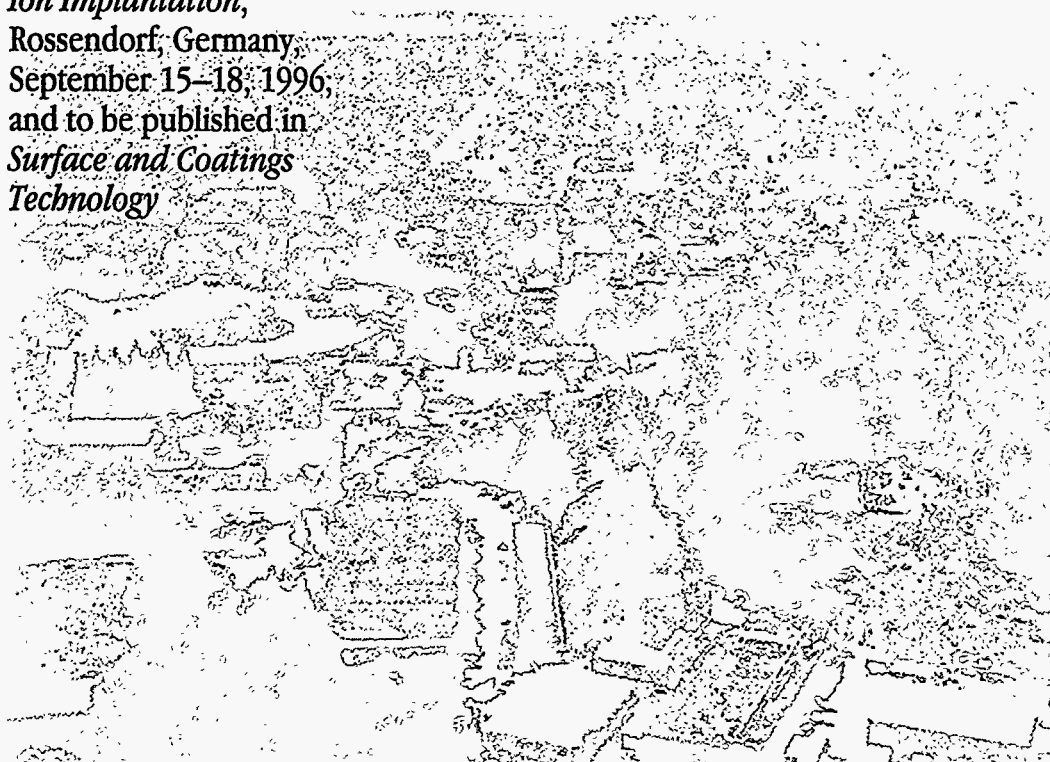 Ion Implantation,
Rossendorf, Germany,
September 15–18, 1996,
and to be published in
Surface and Coatings
Technology